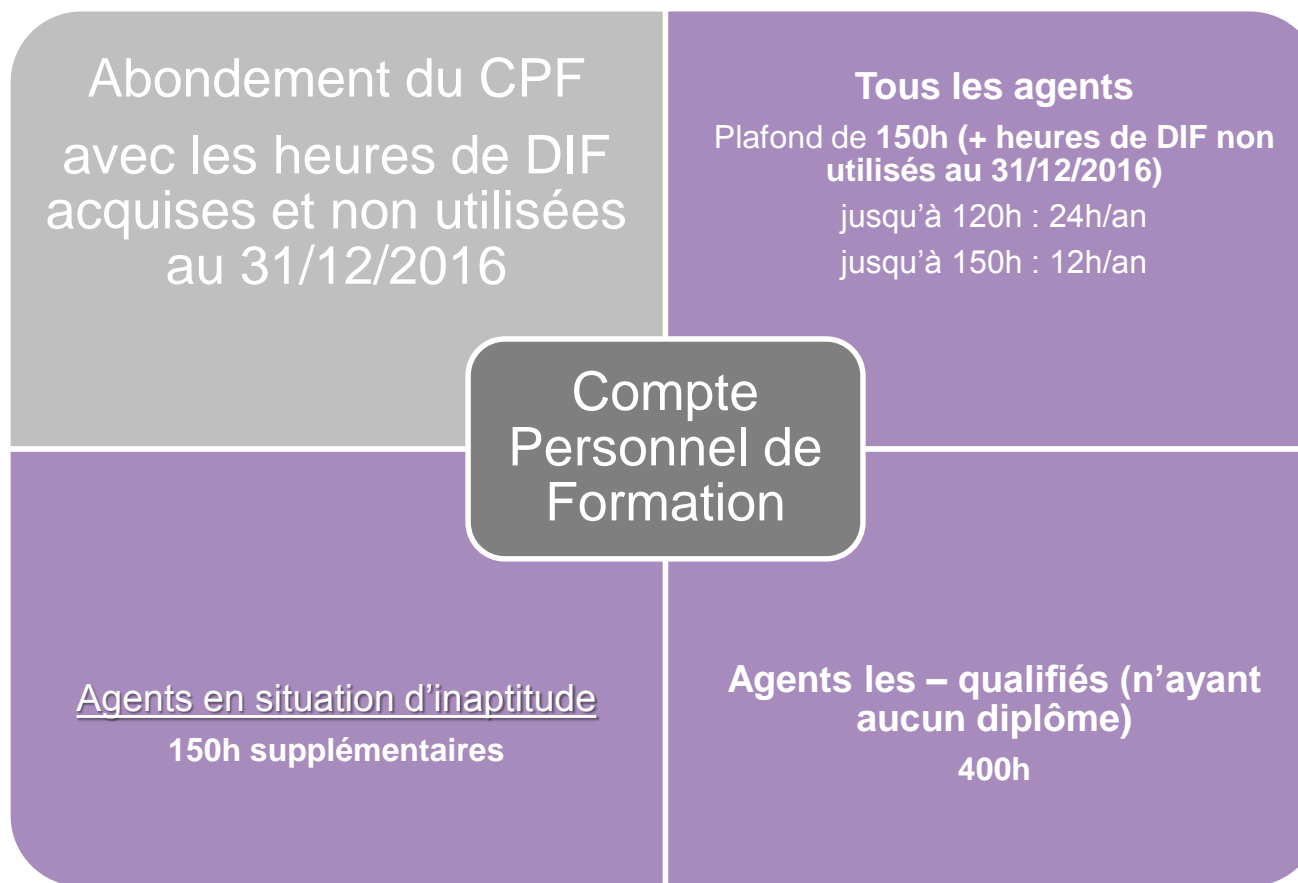 Abondement du CPF
avec les heures de DIF
acquises et non utilisées
au 31/12/2016
Tous les agents
Plafond de 150h (+ heures de DIF non
utilisés au 31/12/2016)
jusqu’à 120h : 24h/an
jusqu’à 150h : 12h/an
Compte
Personnel de
Formation
Agents en situation d’inaptitude
150h supplémentaires
Agents les – qualifiés (n’ayant
aucun diplôme)
400h